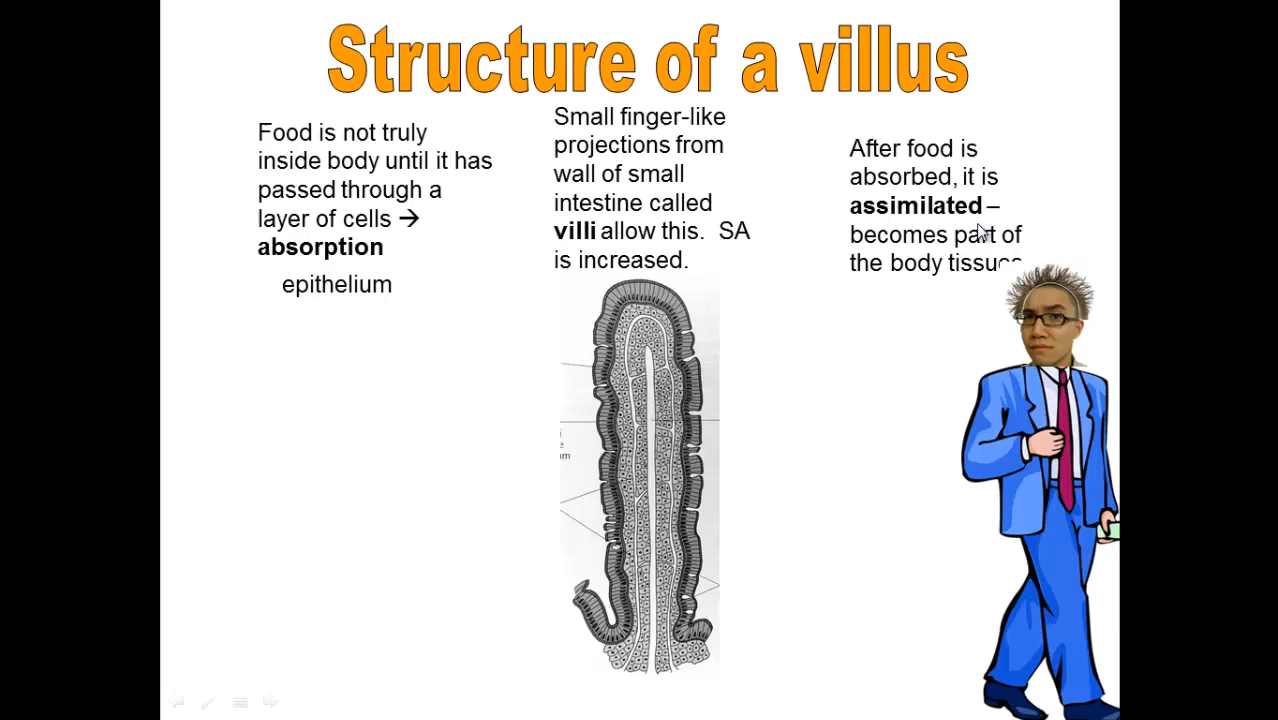 Structure of a villus
Food is not truly
inside body until it has
passed through a
layer of cells →
absorption
epithelium
Small finger-like
projections from
wall of small
intestine called
villi allow this.  SA
is increased.
After food is
absorbed, it is
assimilated –
becomes part of
the body tissues